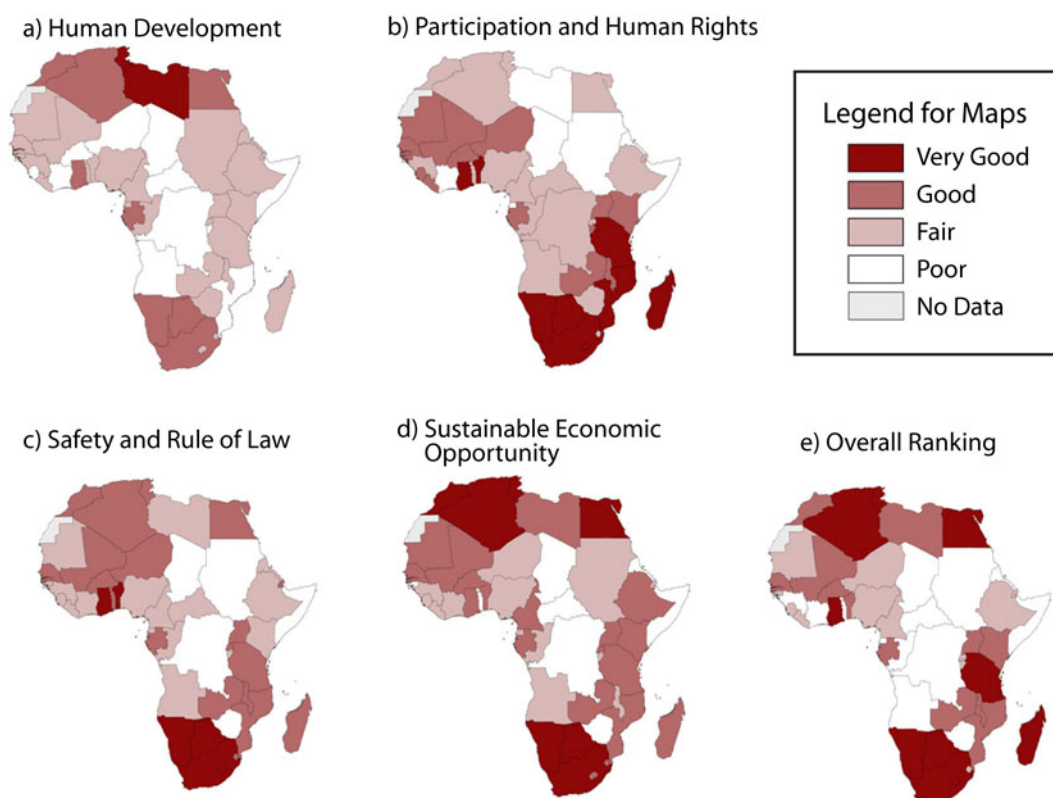 a) Human Development
b) Participation and Human Rights
Legend for Maps
Very Good
Good
Fair
Poor
No Data
c) Safety and Rule of Law
d) Sustainable Economic
Opportunity
e) Overall Ranking